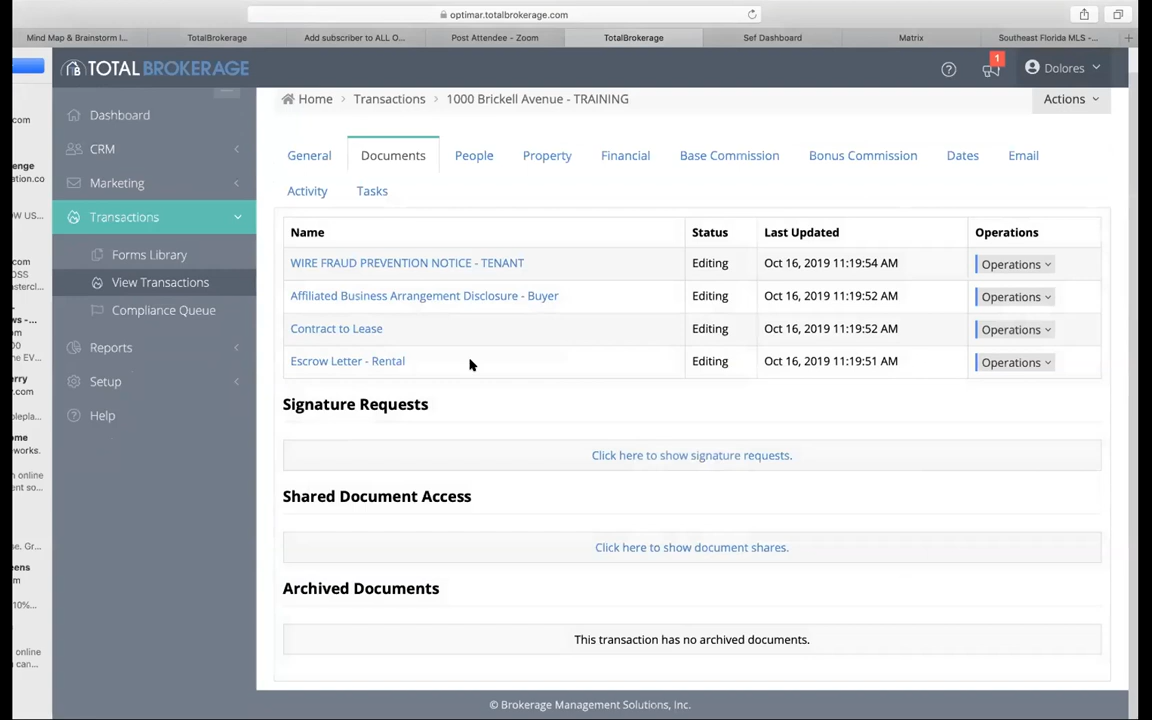 optimar.totalbrokerage.com
Mind Map & Brainstorm I... TotalBrokerage Add subscriber to ALL O... Post Attendee - Zoom TotalBrokerage Sef Dashboard Matrix Southeast Florida MLS -... +
TOTALBROKERAGE
1
Dolores
Home > Transactions > 1000 Brickell Avenue - TRAINING
Actions
Dashboard
CRM
Marketing
Transactions
Forms Library
View Transactions
Compliance Queue
Reports
Setup
Help
General Documents People Property Financial Base Commission Bonus Commission Dates Email
Activity Tasks
Name Status Last Updated Operations
WIRE FRAUD PREVENTION NOTICE - TENANT Editing Oct 16, 2019 11:19:54 AM Operations
Affiliated Business Arrangement Disclosure - Buyer Editing Oct 16, 2019 11:19:52 AM Operations
Contract to Lease Editing Oct 16, 2019 11:19:52 AM Operations
Escrow Letter - Rental Editing Oct 16, 2019 11:19:51 AM Operations
Signature Requests
Click here to show signature requests.
Shared Document Access
Click here to show document shares.
Archived Documents
This transaction has no archived documents.
© Brokerage Management Solutions, Inc.